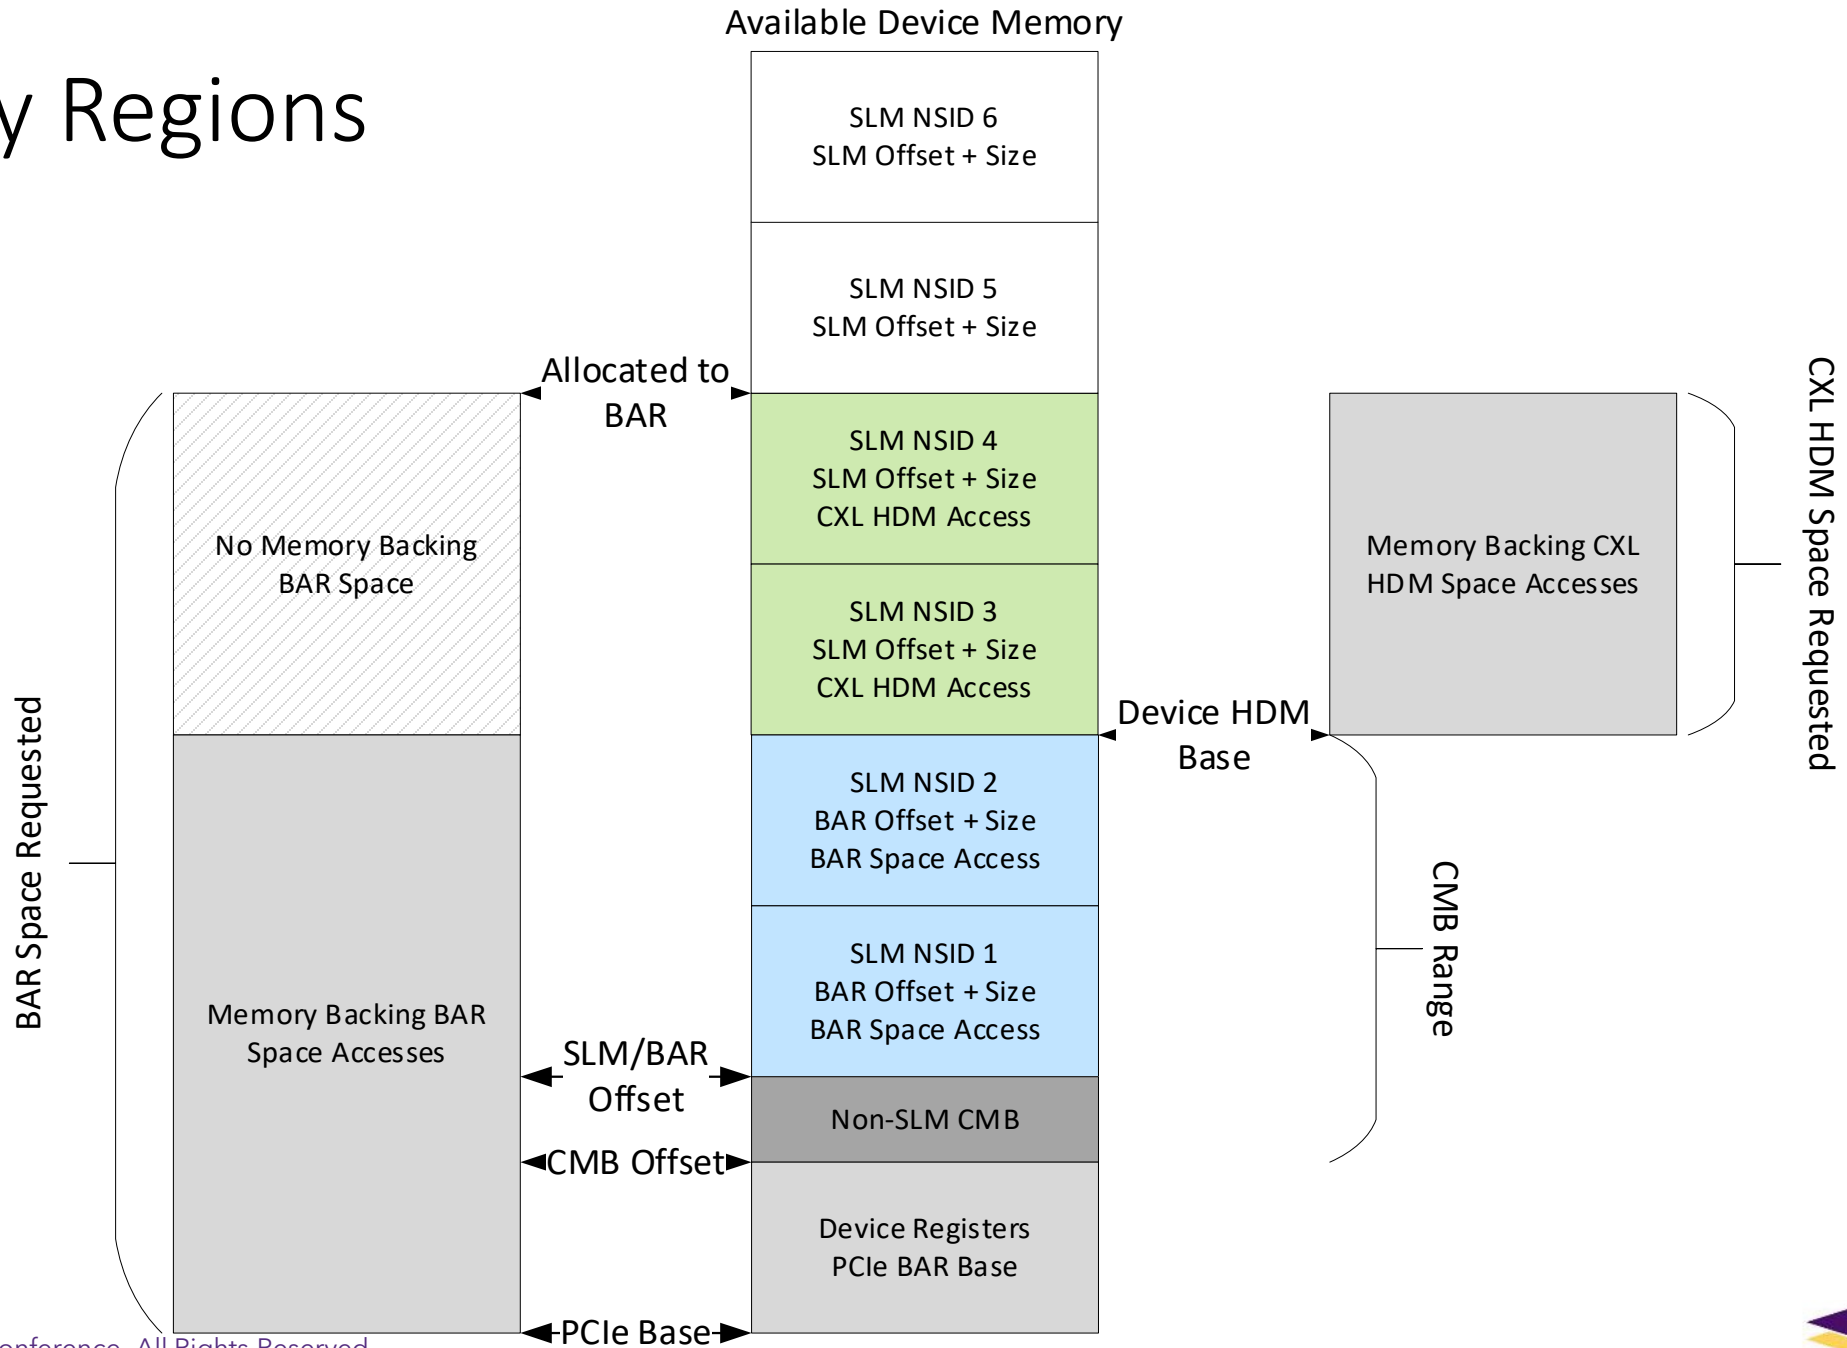 Available Device Memory
y Regions
SLM NSID 6
SLM Offset + Size
SLM NSID 5
SLM Offset + Size
Allocated to
BAR
SLM NSID 4
SLM Offset + Size
CXL HDM Access
No Memory Backing
BAR Space
Memory Backing CXL
HDM Space Accesses
CXL HDM Space Requested
SLM NSID 3
SLM Offset + Size
CXL HDM Access
Device HDM
Base
BAR Space Requested
SLM NSID 2
BAR Offset + Size
BAR Space Access
CMB Range
SLM NSID 1
BAR Offset + Size
BAR Space Access
Memory Backing BAR
Space Accesses
SLM/BAR
Offset
Non-SLM CMB
CMB Offset
Device Registers
PCIe BAR Base
PCIe Base
onference. All Rights Reserved